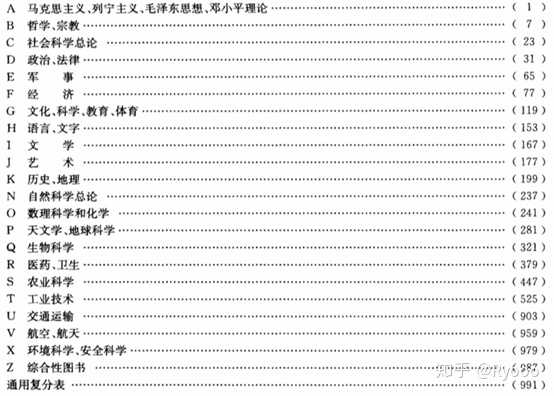 A 马克思主义、列宁主义、毛泽东思想、邓小平理论 ( 1 )
B 哲学、宗教 ( 7 )
C 社会科学总论 ( 23 )
D 政治、法律 ( 31 )
E 军 事 ( 65 )
F 经 济 ( 77 )
G 文化、科学、教育、体育 ( 119 )
H 语言、文字 ( 153 )
I 文 学 ( 167 )
J 艺 术 ( 177 )
K 历史、地理 ( 199 )
N 自然科学总论 ( 237 )
O 数理科学和化学 ( 241 )
P 天文学、地球科学 ( 281 )
Q 生物科学 ( 321 )
R 医药、卫生 ( 379 )
S 农业科学 ( 447 )
T 工业技术 ( 525 )
U 交通运输 ( 903 )
V 航空、航天 ( 959 )
X 环境科学、安全科学 ( 979 )
Z 综合性图书 ( 987 )
通用复分表 ( 991 )
知乎